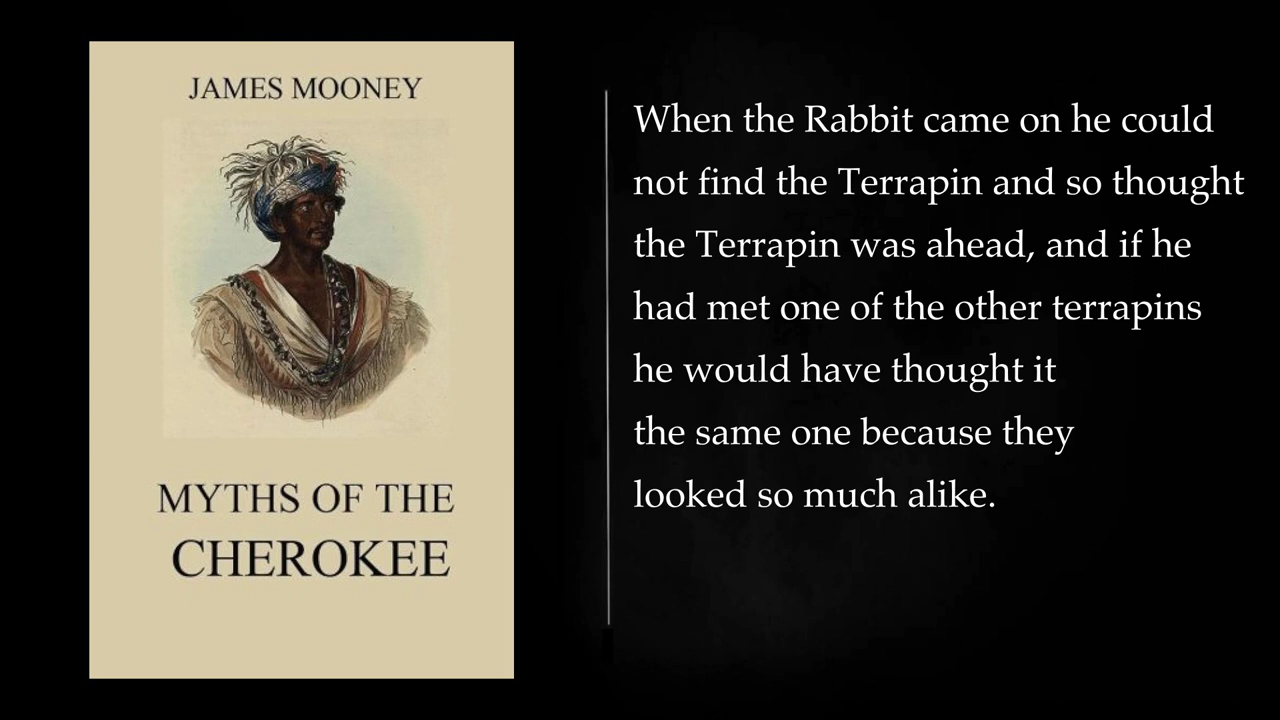 JAMES MOONEY
MYTHS OF THE
CHEROKEE
When the Rabbit came on he could
not find the Terrapin and so thought
the Terrapin was ahead, and if he
had met one of the other terrapins
he would have thought it
the same one because they
looked so much alike.